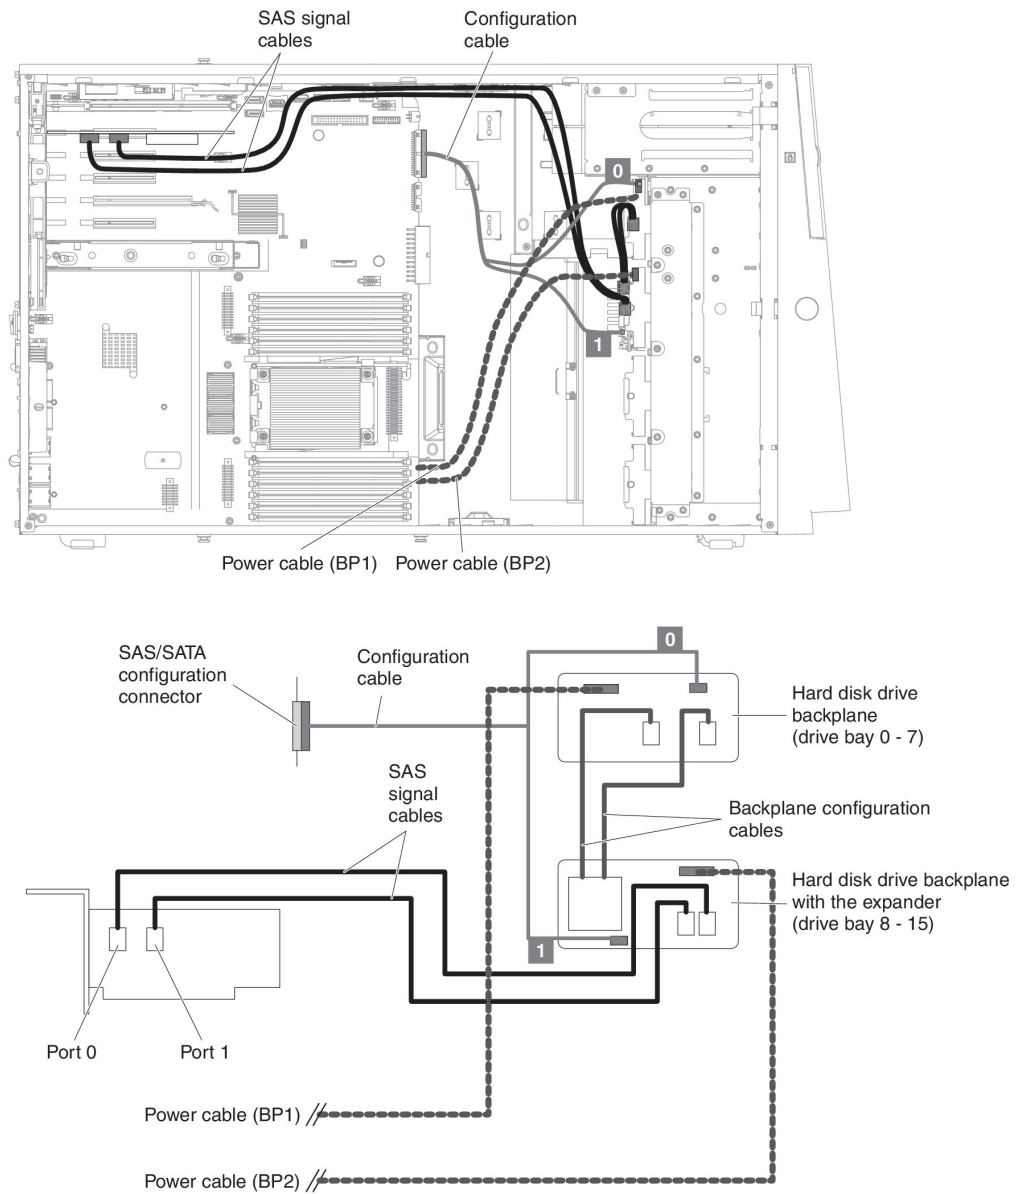 SAS signal
cables
Configuration
cable
0
1
Power cable (BP1)
Power cable (BP2)
SAS/SATA
configuration
connector
Configuration
cable
0
Hard disk drive
backplane
(drive bay 0 - 7)
SAS
signal
cables
Backplane configuration
cables
Hard disk drive backplane
with the expander
(drive bay 8 - 15)
1
Port 0
Port 1
Power cable (BP1)
Power cable (BP2)